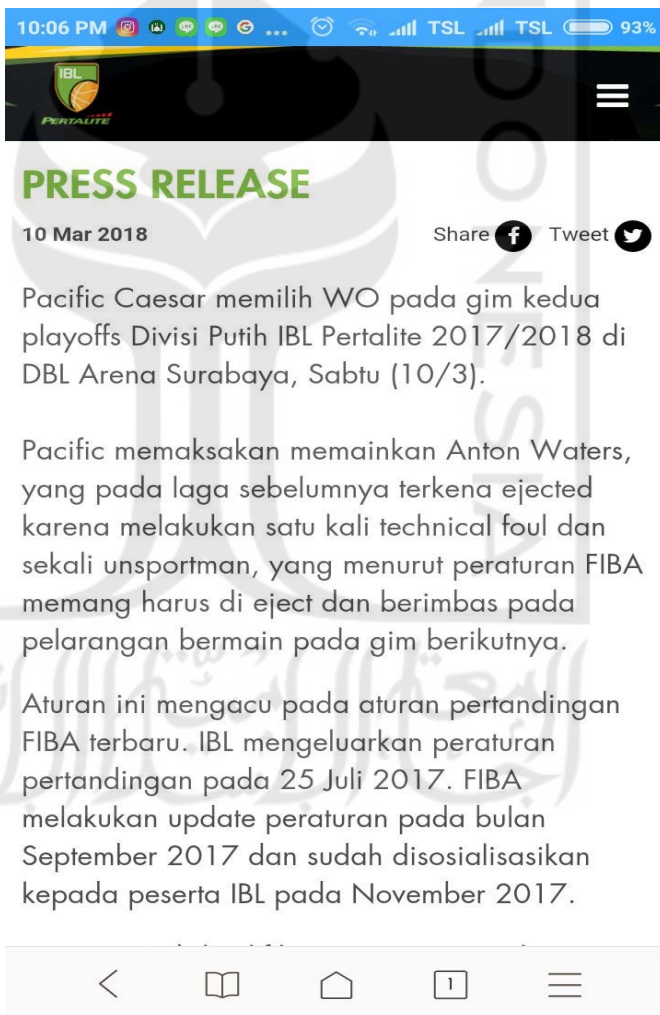 10:06 PM ... TSL TSL 93%
IBL
PERTALITE
PRESS RELEASE
10 Mar 2018 Share Tweet
Pacific Caesar memilih WO pada gim kedua
playoffs Divisi Putih IBL Pertalite 2017/2018 di
DBL Arena Surabaya, Sabtu (10/3).
Pacific memaksakan memainkan Anton Waters,
yang pada laga sebelumnya terkena ejected
karena melakukan satu kali technical foul dan
sekali unsportman, yang menurut peraturan FIBA
memang harus di eject dan berimbas pada
pelarangan bermain pada gim berikutnya.
Aturan ini mengacu pada aturan pertandingan
FIBA terbaru. IBL mengeluarkan peraturan
pertandingan pada 25 Juli 2017. FIBA
melakukan update peraturan pada bulan
September 2017 dan sudah disosialisasikan
kepada peserta IBL pada November 2017.
1
INDONESIA